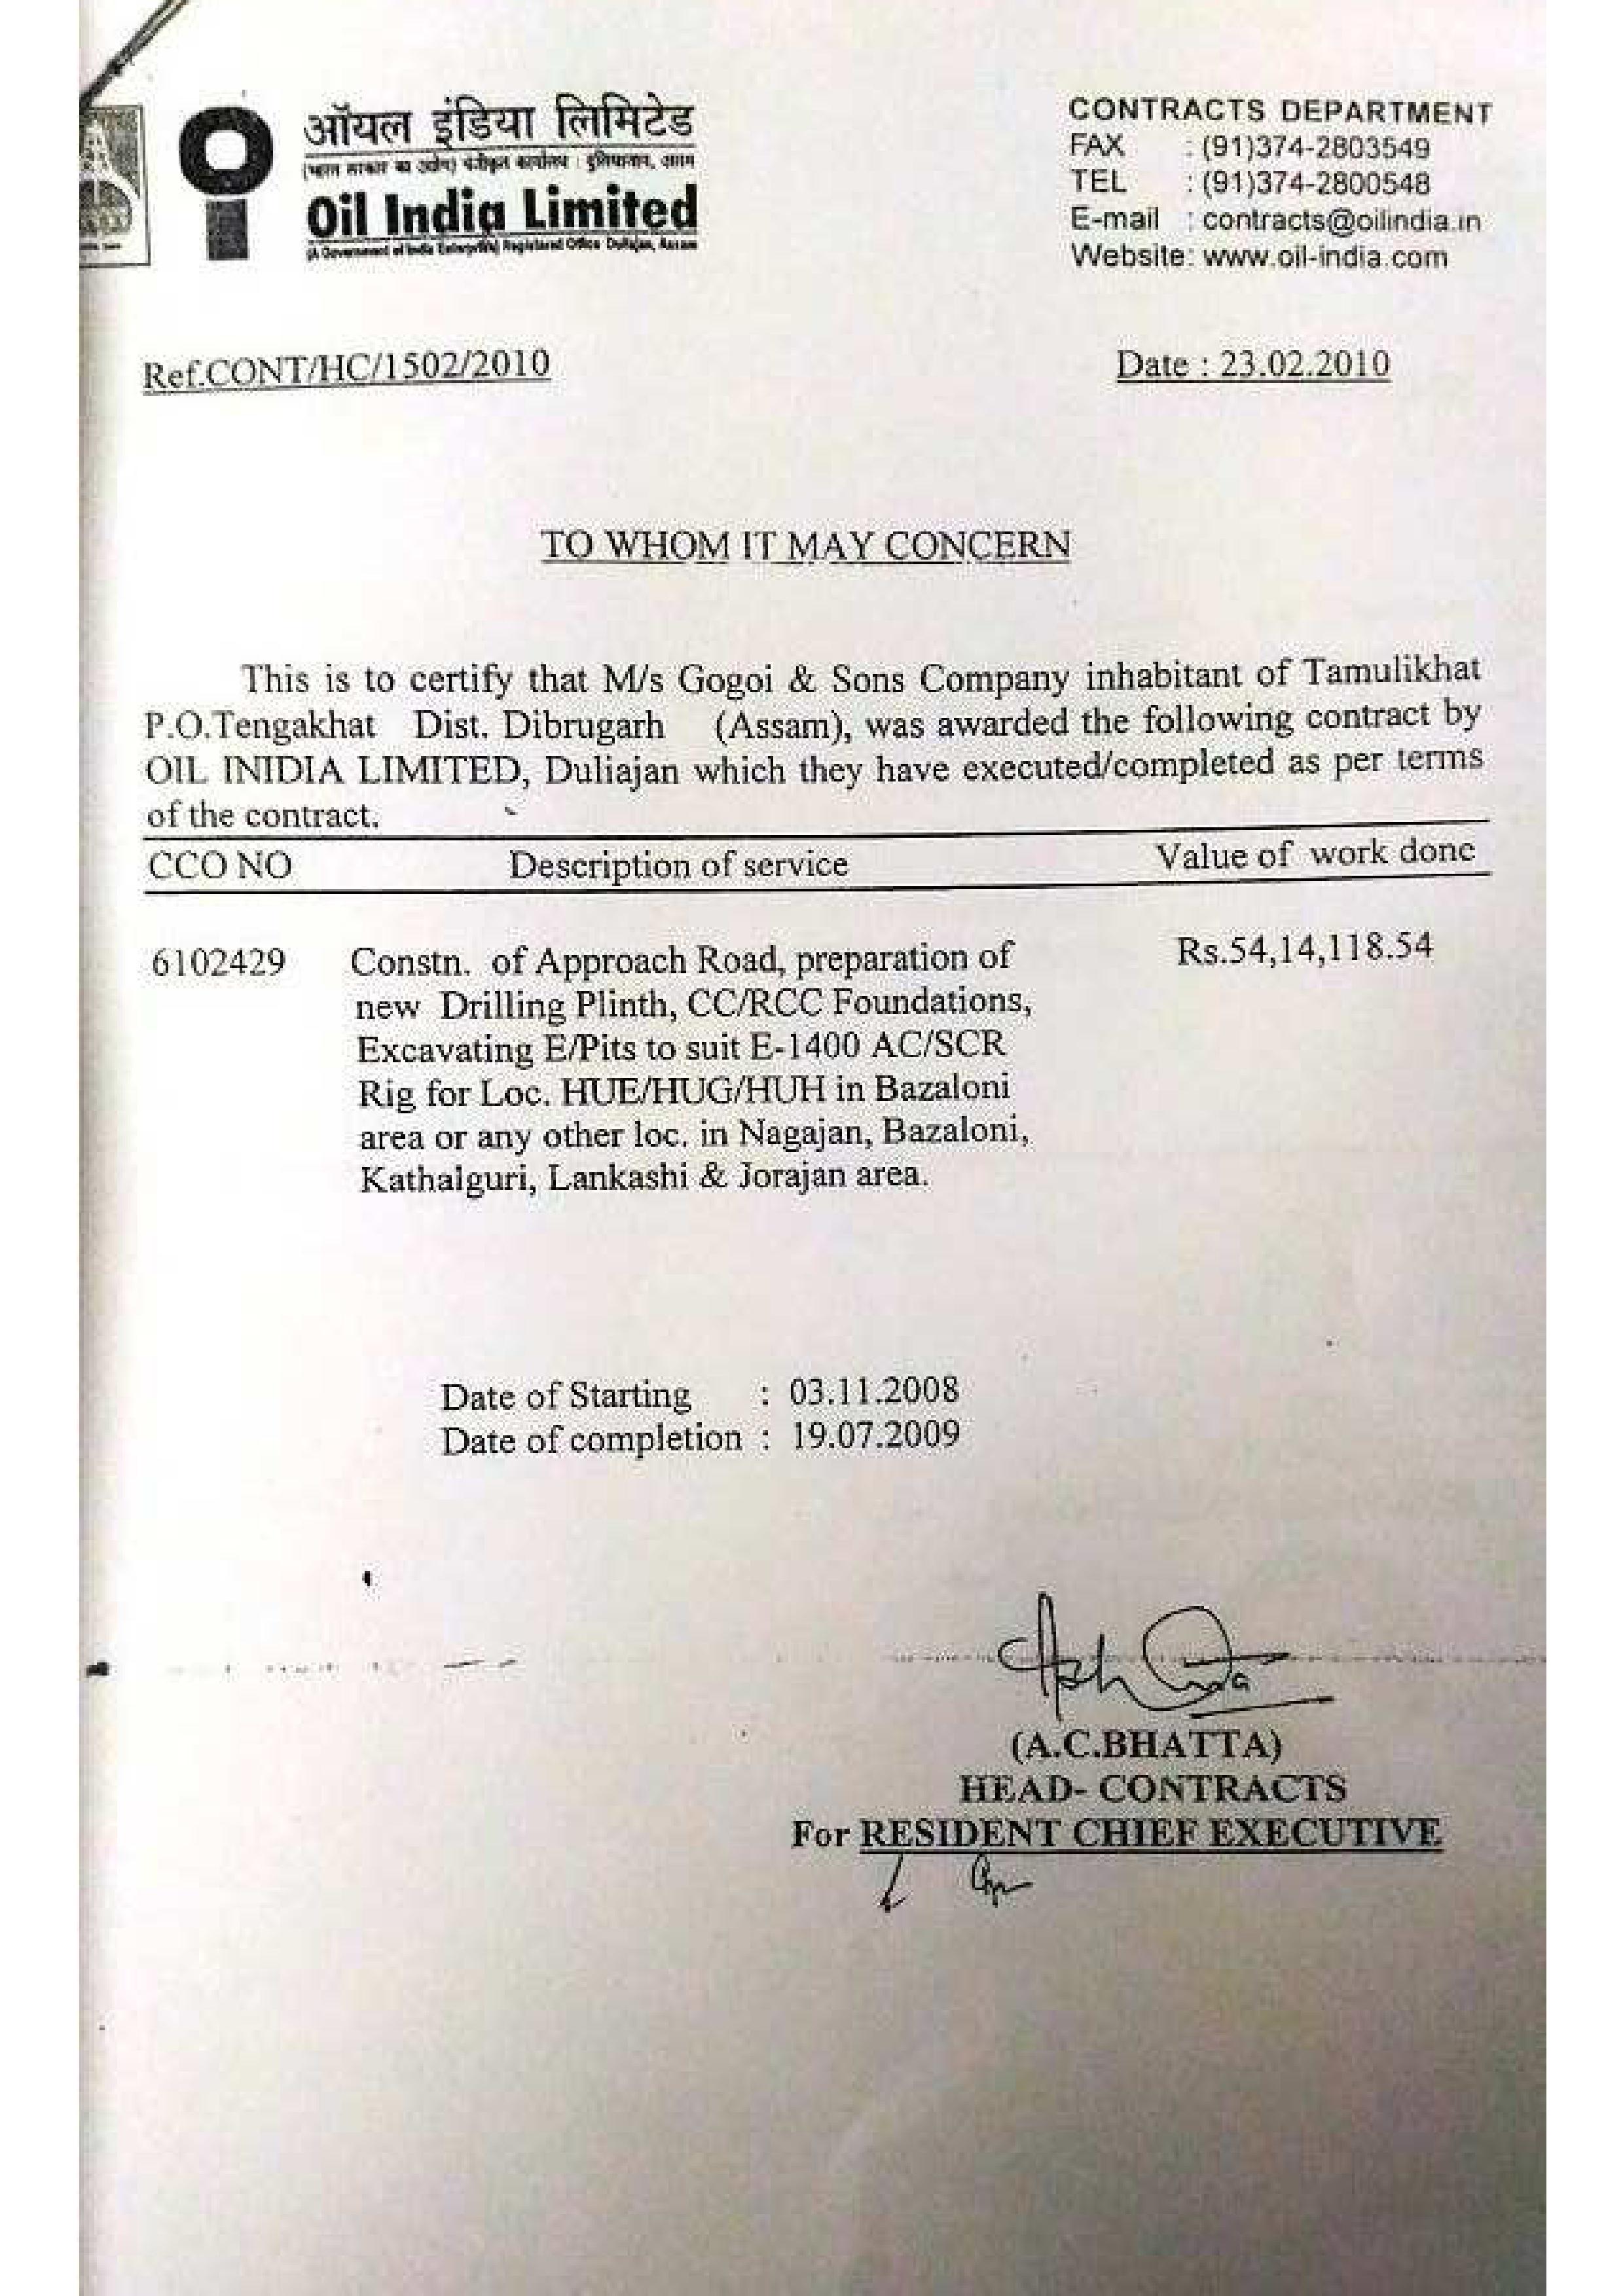 ऑयल इंडिया लिमिटेड
(भारत सरकार का उद्योग) पंजीकृत कार्यालय : दुलियाजान, असम
Oil India Limited
(A Government of India Enterprise) Registered Office Duliajan, Assam
CONTRACTS DEPARTMENT
FAX : (91)374-2803549
TEL : (91)374-2800548
E-mail : contracts@oilindia.in
Website: www.oil-india.com
Ref.CONT/HC/1502/2010 Date : 23.02.2010
TO WHOM IT MAY CONCERN
This is to certify that M/s Gogoi & Sons Company inhabitant of Tamulikhat
P.O.Tengakhat Dist. Dibrugarh (Assam), was awarded the following contract by
OIL INIDIA LIMITED, Duliajan which they have executed/completed as per terms
of the contract.
CCO NO Description of service Value of work done
6102429 Constn. of Approach Road, preparation of Rs.54,14,118.54
new Drilling Plinth, CC/RCC Foundations,
Excavating E/Pits to suit E-1400 AC/SCR
Rig for Loc. HUE/HUG/HUH in Bazaloni
area or any other loc. in Nagajan, Bazaloni,
Kathalguri, Lankashi & Jorajan area.
Date of Starting : 03.11.2008
Date of completion : 19.07.2009
(A.C.BHATTA)
HEAD- CONTRACTS
For RESIDENT CHIEF EXECUTIVE